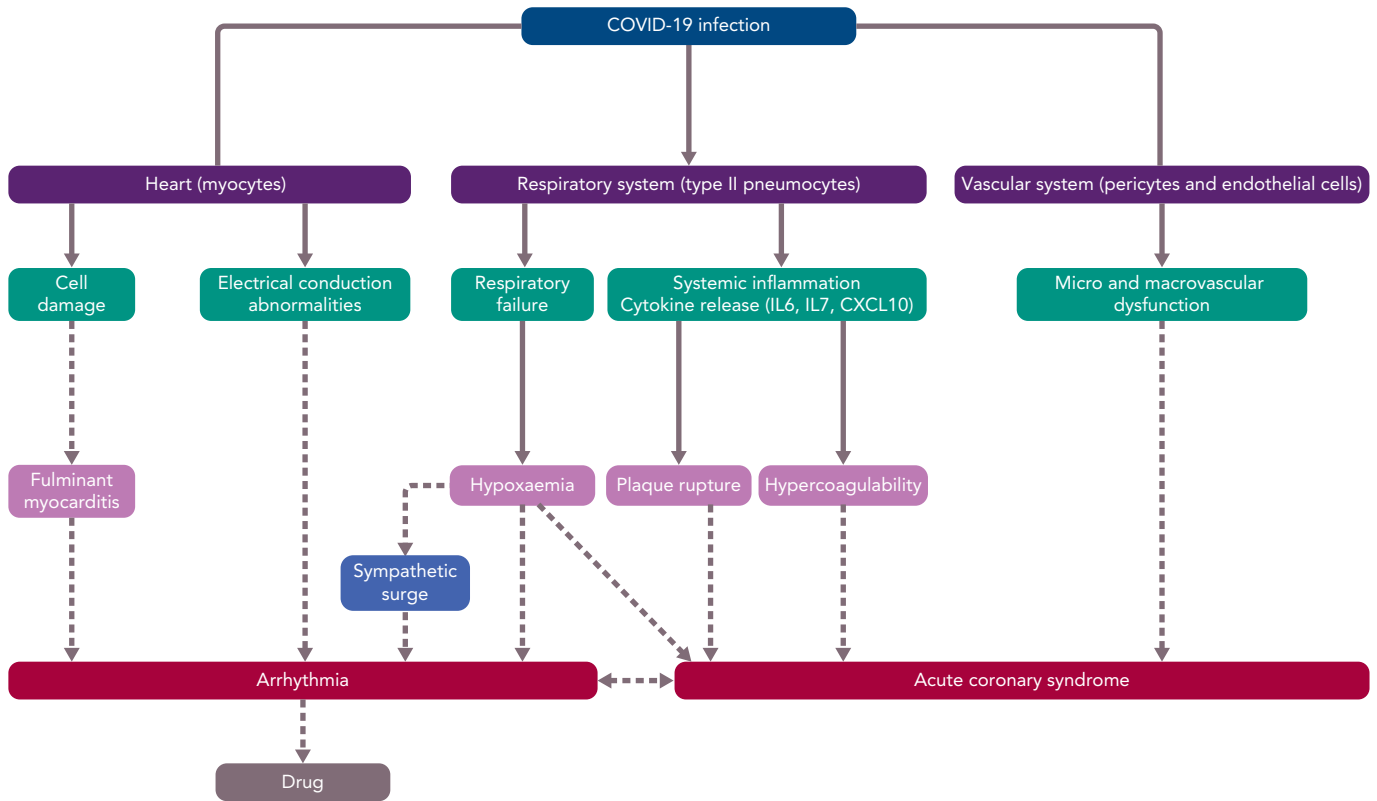 COVID-19 infection
Heart (myocytes)
Respiratory system (type II pneumocytes)
Vascular system (pericytes and endothelial cells)
Cell
damage
Electrical conduction
abnormalities
Respiratory
failure
Systemic inflammation
Cytokine release (IL6, IL7, CXCL10)
Micro and macrovascular
dysfunction
Fulminant
myocarditis
Hypoxaemia
Plaque rupture
Hypercoagulability
Sympathetic
surge
Arrhythmia
Acute coronary syndrome
Drug